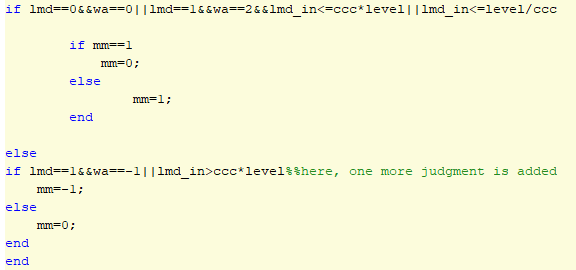 if lmd==0&&wa==0||lmd==1&&wa==2&&lmd_in<=ccc*level||lmd_in<=level/ccc
if mm==1
mm=0;
else
mm=1;
end
else
if lmd==1&&wa==-1||lmd_in>ccc*level%%here, one more judgment is added
mm=-1;
else
mm=0;
end
end